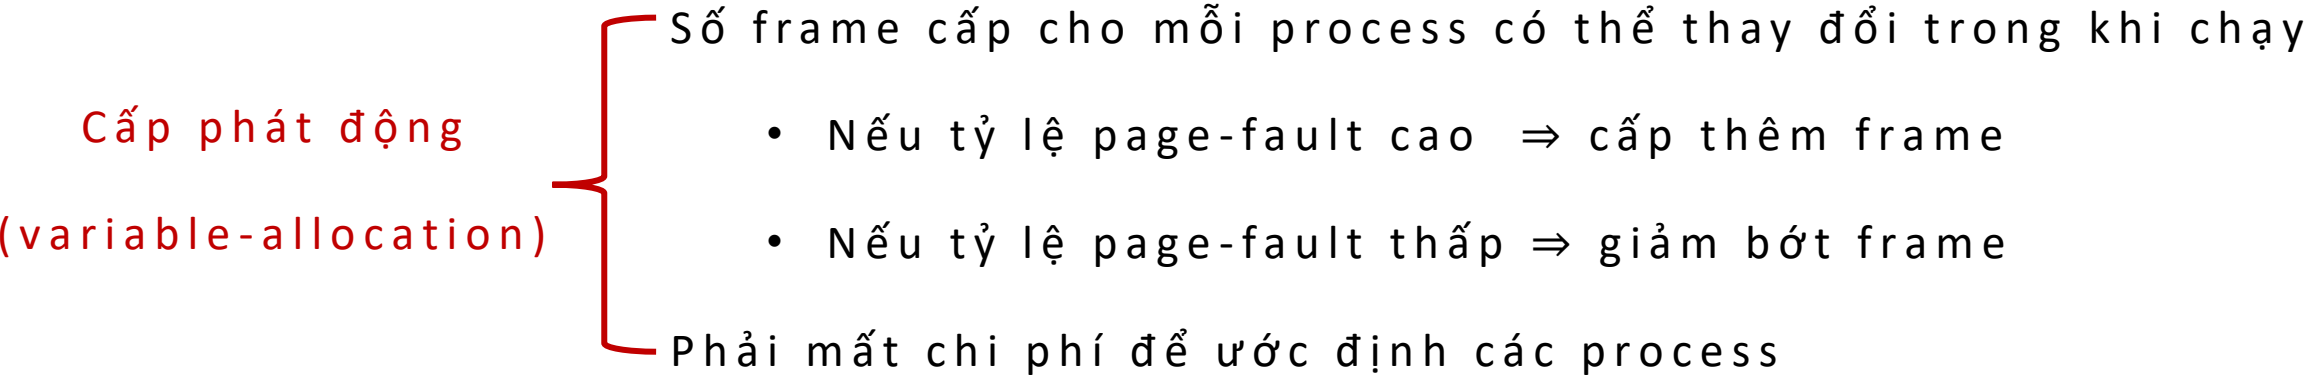 Cấp phát động
(variable-allocation)
Số frame cấp cho mỗi process có thể thay đổi trong khi chạy
• Nếu tỷ lệ page-fault cao ⇒ cấp thêm frame
• Nếu tỷ lệ page-fault thấp ⇒ giảm bớt frame
Phải mất chi phí để ước định các process